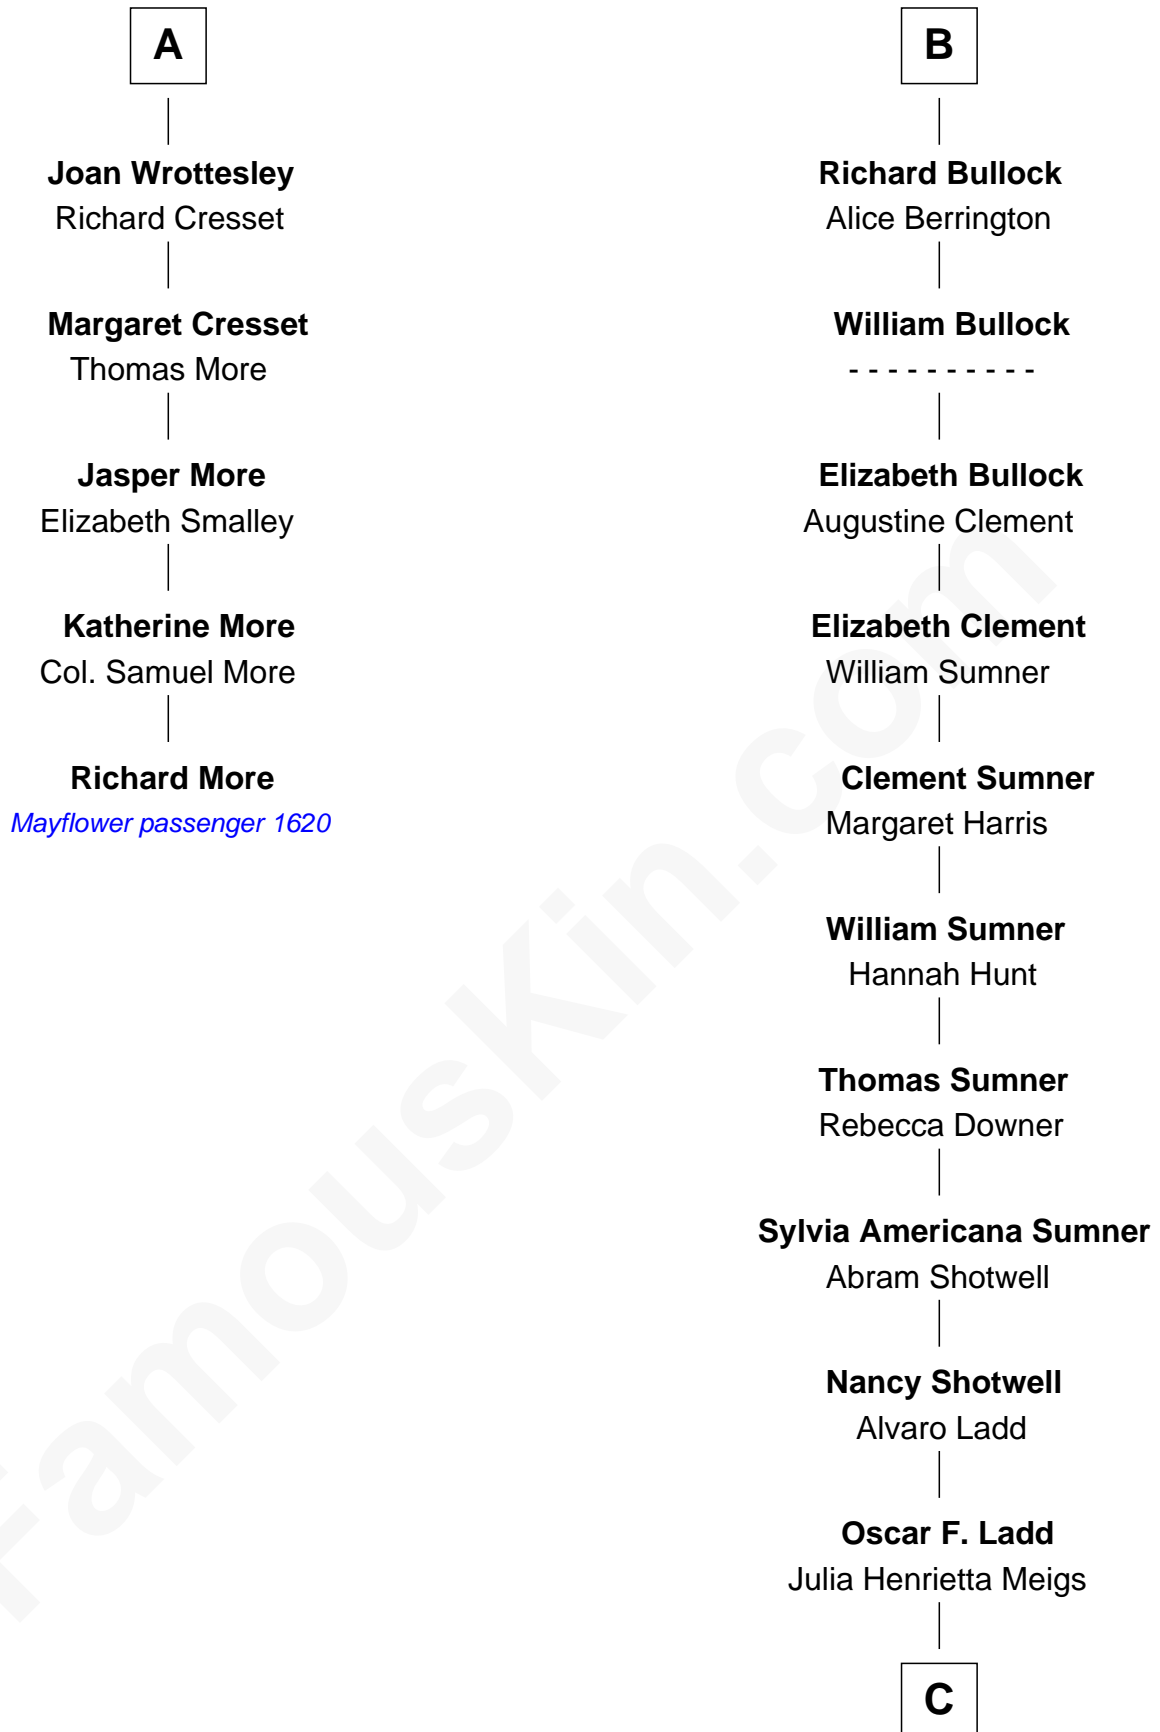 A
Joan Wrottesley
Richard Cresset
Margaret Cresset
Thomas More
Jasper More
Elizabeth Smalley
Katherine More
Col. Samuel More
Richard More
Mayflower passenger 1620
B
Richard Bullock
Alice Berrington
William Bullock
- - - - - - - - - -
Elizabeth Bullock
Augustine Clement
Elizabeth Clement
William Sumner
Clement Sumner
Margaret Harris
William Sumner
Hannah Hunt
Thomas Sumner
Rebecca Downer
Sylvia Americana Sumner
Abram Shotwell
Nancy Shotwell
Alvaro Ladd
Oscar F. Ladd
Julia Henrietta Meigs
C
FamousKin.com